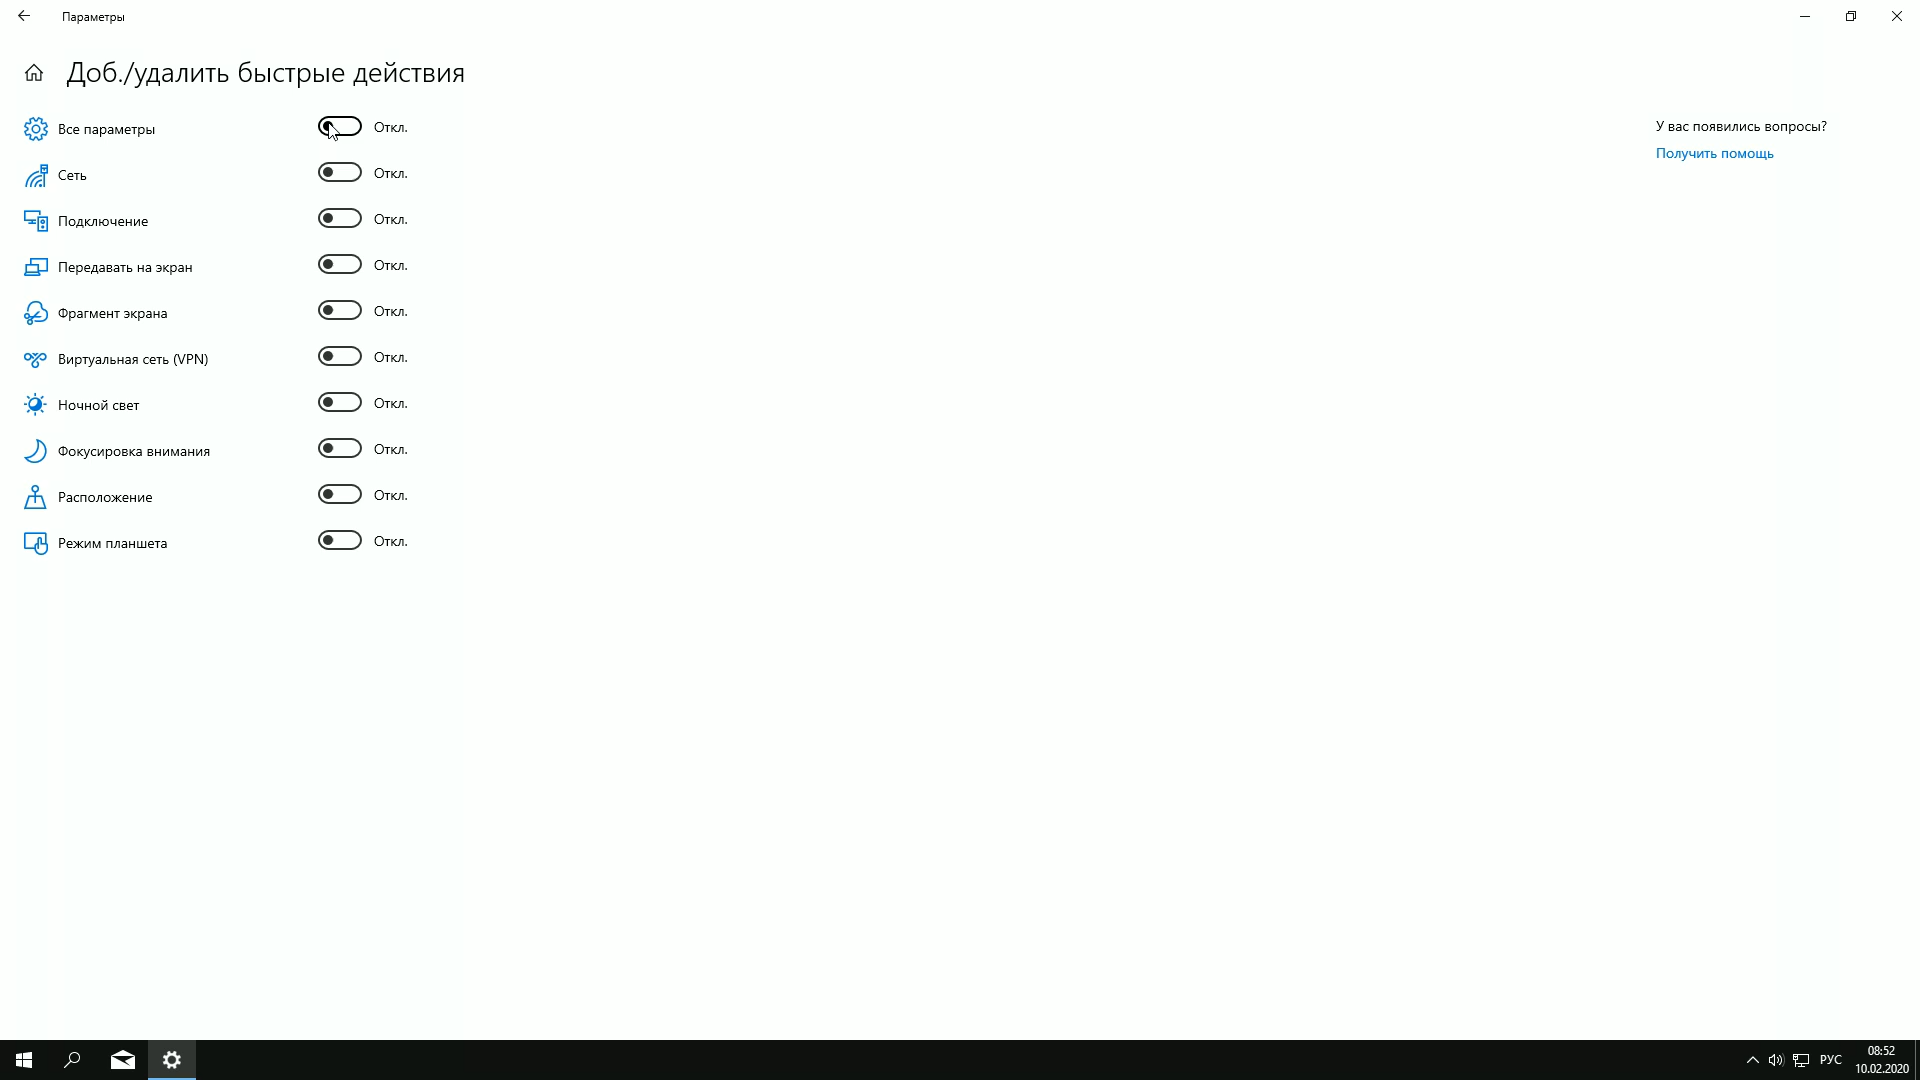 Параметры
Доб./удалить быстрые действия
Все параметры Откл.
Сеть Откл.
Подключение Откл.
Передавать на экран Откл.
Фрагмент экрана Откл.
Виртуальная сеть (VPN) Откл.
Ночной свет Откл.
Фокусировка внимания Откл.
Расположение Откл.
Режим планшета Откл.
У вас появились вопросы?
Получить помощь
РУС
08:52
10.02.2020